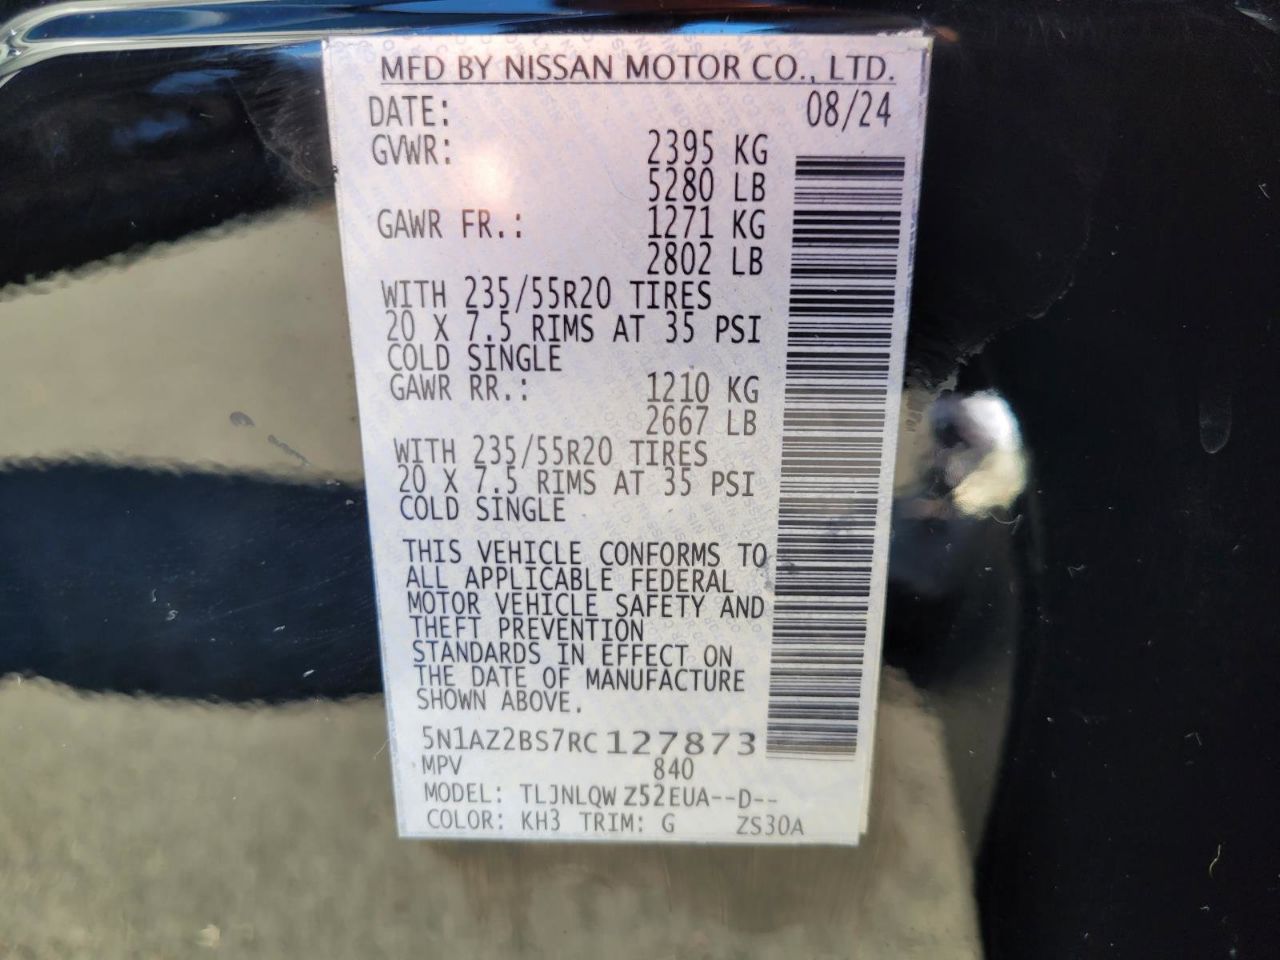 MFD BY NISSAN MOTOR CO., LTD.
DATE: 08/24
GVWR: 2395 KG
5280 LB
GAWR FR.: 1271 KG
2802 LB
WITH 235/55R20 TIRES
20 X 7.5 RIMS AT 35 PSI
COLD SINGLE
GAWR RR.: 1210 KG
2667 LB
WITH 235/55R20 TIRES
20 X 7.5 RIMS AT 35 PSI
COLD SINGLE
THIS VEHICLE CONFORMS TO
ALL APPLICABLE FEDERAL
MOTOR VEHICLE SAFETY AND
THEFT PREVENTION
STANDARDS IN EFFECT ON
THE DATE OF MANUFACTURE
SHOWN ABOVE.
5N1AZ2BS7RC127873
MPV 840
MODEL: TLJNLQW Z52EUA--D--
COLOR: KH3 TRIM: G ZS30A